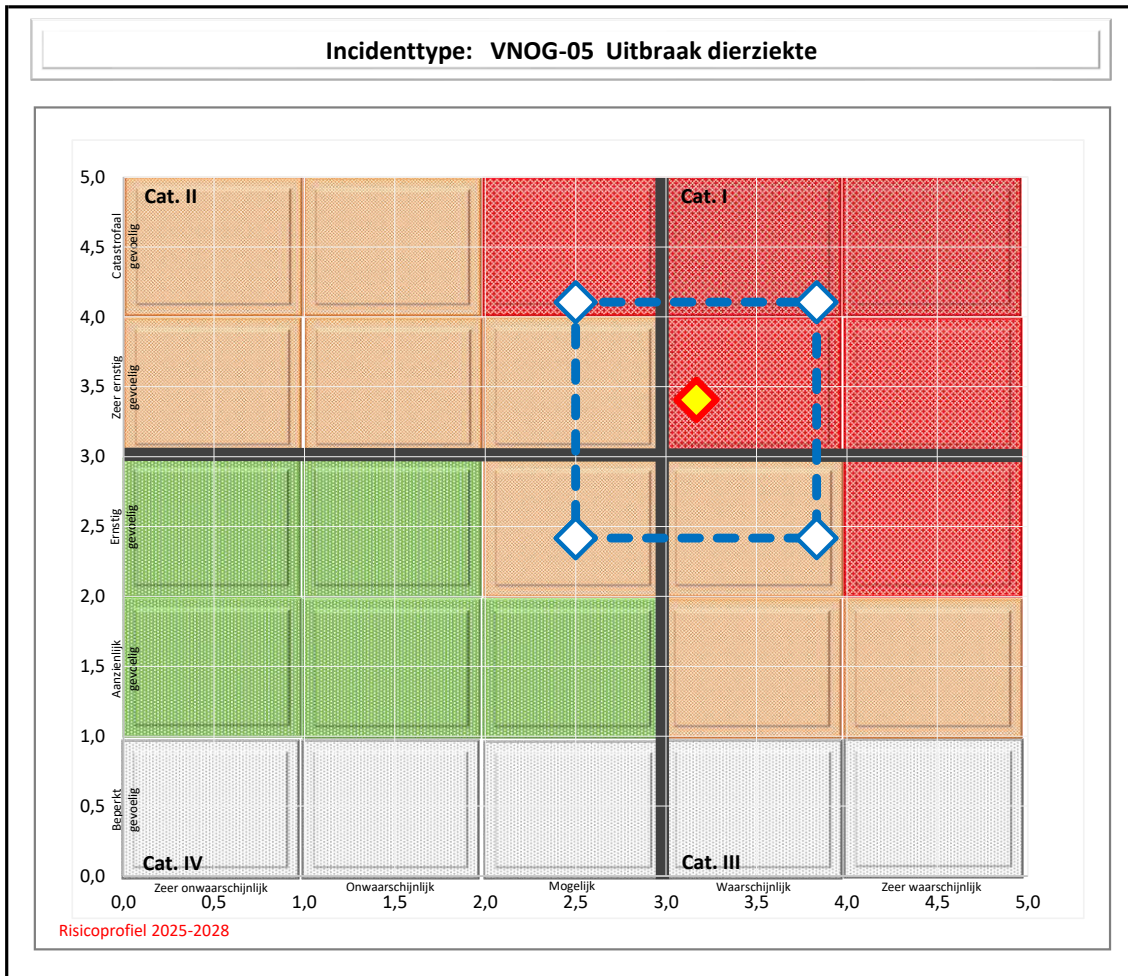 Incidenttype: VNOG-05 Uitbraak dierziekte
5,0
Cat. II
Cat. I
Catastrofaal
gevoelig
4,5
4,0
Zeer ernstig
gevoelig
3,5
3,0
Ernstig
gevoelig
2,5
2,0
Aanzienlijk
gevoelig
1,5
1,0
Beperkt
gevoelig
0,5
Cat. IV
Cat. III
0,0
Zeer onwaarschijnlijk
Onwaarschijnlijk
Mogelijk
Waarschijnlijk
Zeer waarschijnlijk
0,0 0,5 1,0 1,5 2,0 2,5 3,0 3,5 4,0 4,5 5,0
Risicoprofiel 2025-2028